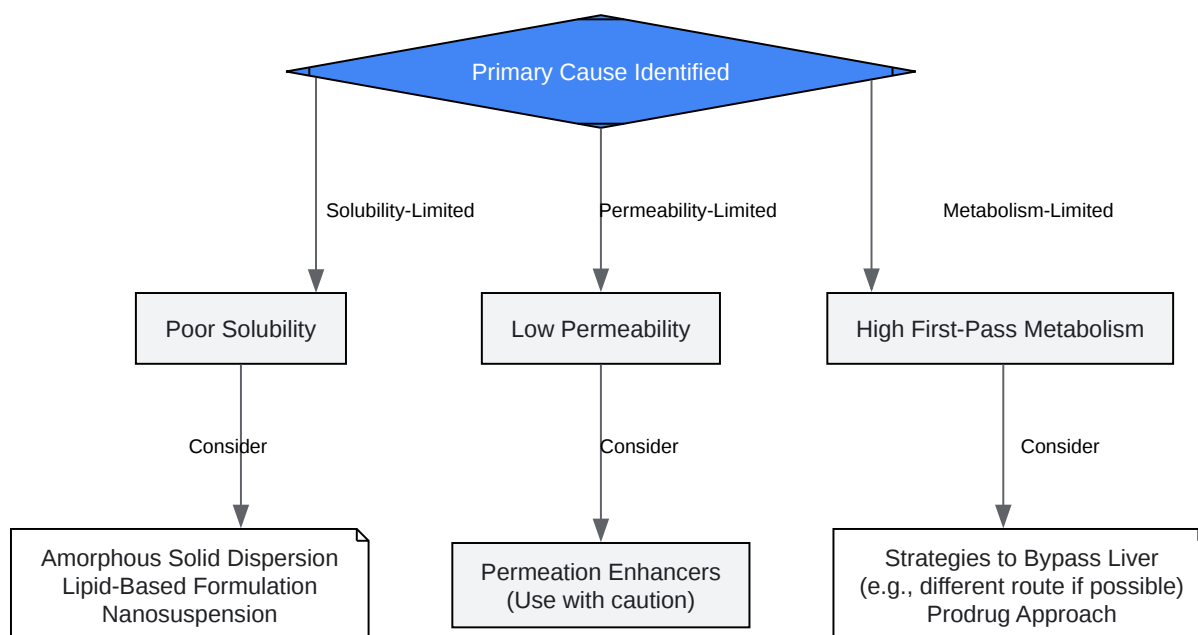 Primary Cause Identified
Solubility-Limited
Permeability-Limited
Metabolism-Limited
Poor Solubility
Low Permeability
High First-Pass Metabolism
Consider
Consider
Consider
Amorphous Solid Dispersion
Lipid-Based Formulation
Nanosuspension
Permeation Enhancers
(Use with caution)
Strategies to Bypass Liver
(e.g., different route if possible)
Prodrug Approach